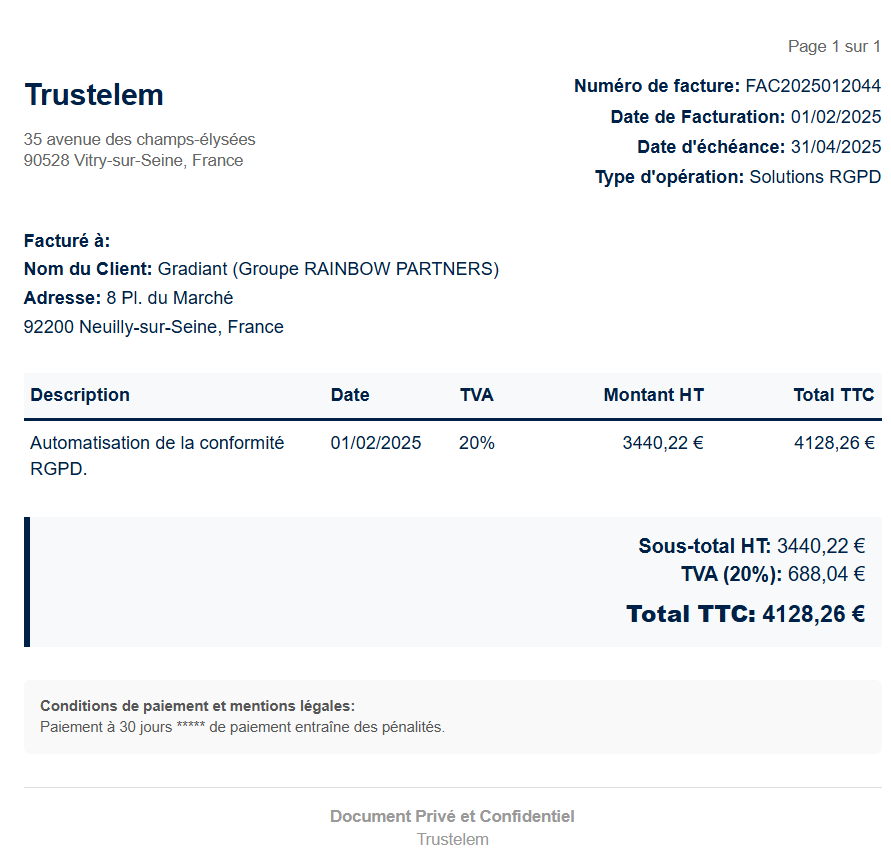 Page 1 sur 1
Trustelem
35 avenue des champs-élysées
90528 Vitry-sur-Seine, France
Numéro de facture: FAC2025012044
Date de Facturation: 01/02/2025
Date d'échéance: 31/04/2025
Type d'opération: Solutions RGPD
Facturé à:
Nom du Client: Gradiant (Groupe RAINBOW PARTNERS)
Adresse: 8 Pl. du Marché
92200 Neuilly-sur-Seine, France
Description Date TVA Montant HT Total TTC
Automatisation de la conformité 01/02/2025 20% 3440,22 € 4128,26 €
RGPD.
Sous-total HT: 3440,22 €
TVA (20%): 688,04 €
Total TTC: 4128,26 €
Conditions de paiement et mentions légales:
Paiement à 30 jours ***** de paiement entraîne des pénalités.
Document Privé et Confidentiel
Trustelem